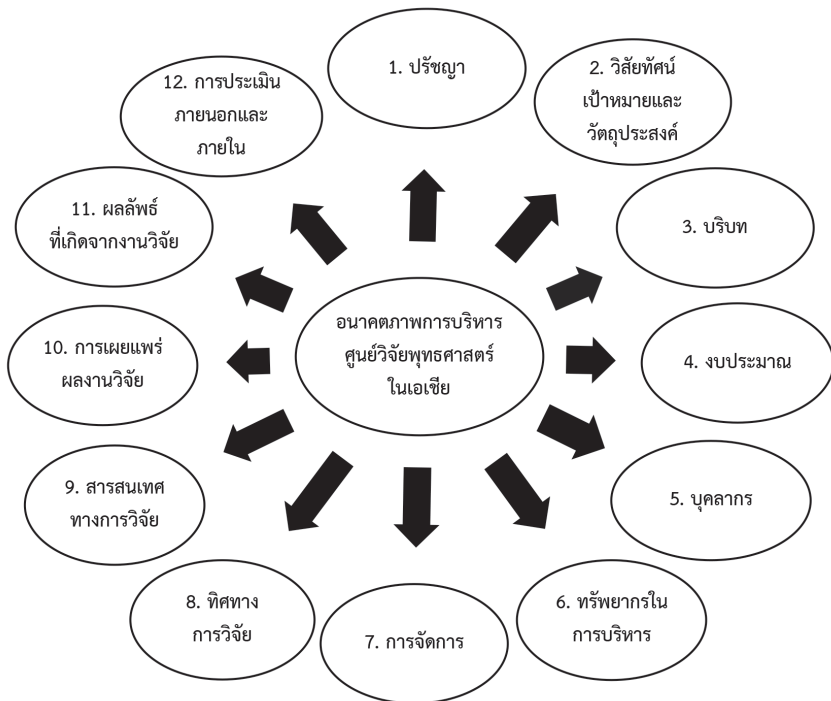 1. ปรัชญา
2. วิสัยทัศน์
เป้าหมายและ
วัตถุประสงค์
3. บริบท
4. งบประมาณ
5. บุคลากร
6. ทรัพยากรใน
การบริหาร
7. การจัดการ
8. ทิศทาง
การวิจัย
9. สารสนเทศ
ทางการวิจัย
10. การเผยแพร่
ผลงานวิจัย
11. ผลลัพธ์
ที่เกิดจากงานวิจัย
12. การประเมิน
ภายนอกและ
ภายใน
อนาคตภาพการบริหาร
ศูนย์วิจัยพุทธศาสตร์
ในเอเชีย